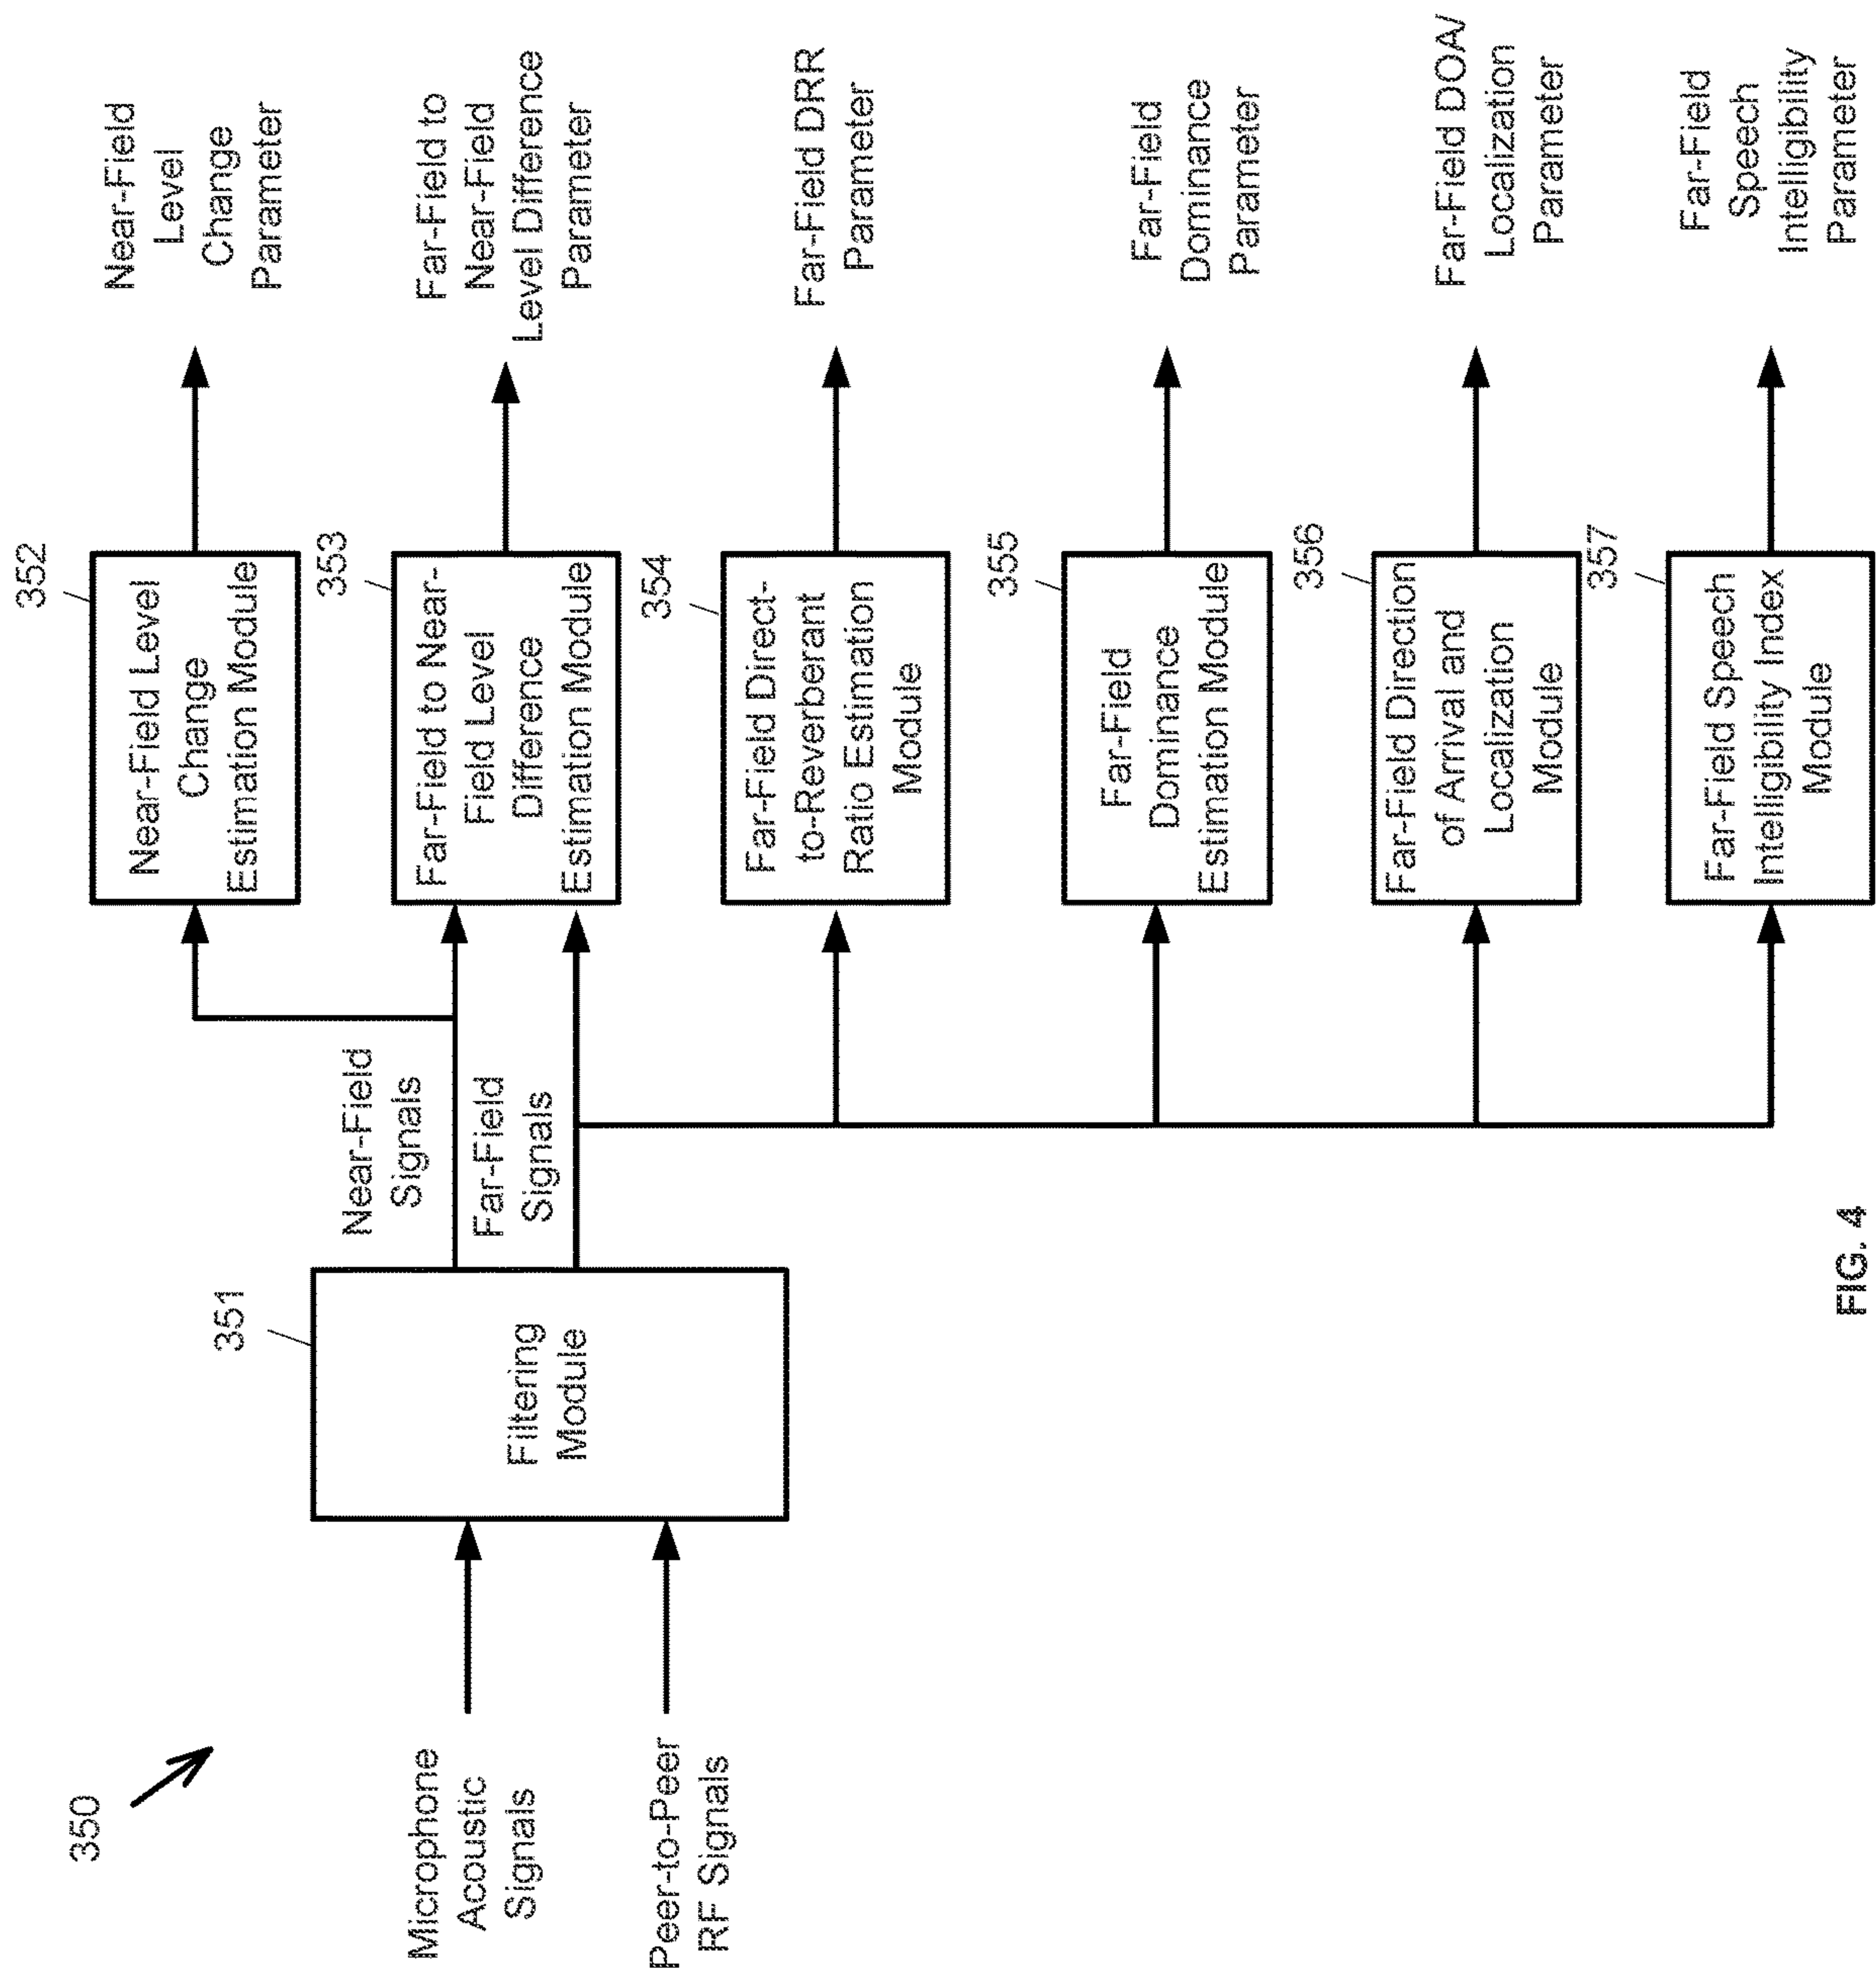 350
Microphone
Acoustic
Signals
Peer-to-Peer
RF Signals
351
Filtering
Module
Near-Field
Signals
Far-Field
Signals
352
Near-Field Level
Change
Estimation Module
Near-Field
Level
Change
Parameter
353
Far-Field to Near-
Field Level
Difference
Estimation Module
Far-Field to
Near-Field
Level Difference
Parameter
354
Far-Field Direct-
to-Reverberant
Ratio Estimation
Module
Far-Field DRR
Parameter
355
Far-Field
Dominance
Estimation Module
Far-Field
Dominance
Parameter
356
Far-Field Direction
of Arrival and
Localization
Module
Far-Field DOA/
Localization
Parameter
357
Far-Field Speech
Intelligibility Index
Module
Far-Field
Speech
Intelligibility
Parameter
FIG. 4